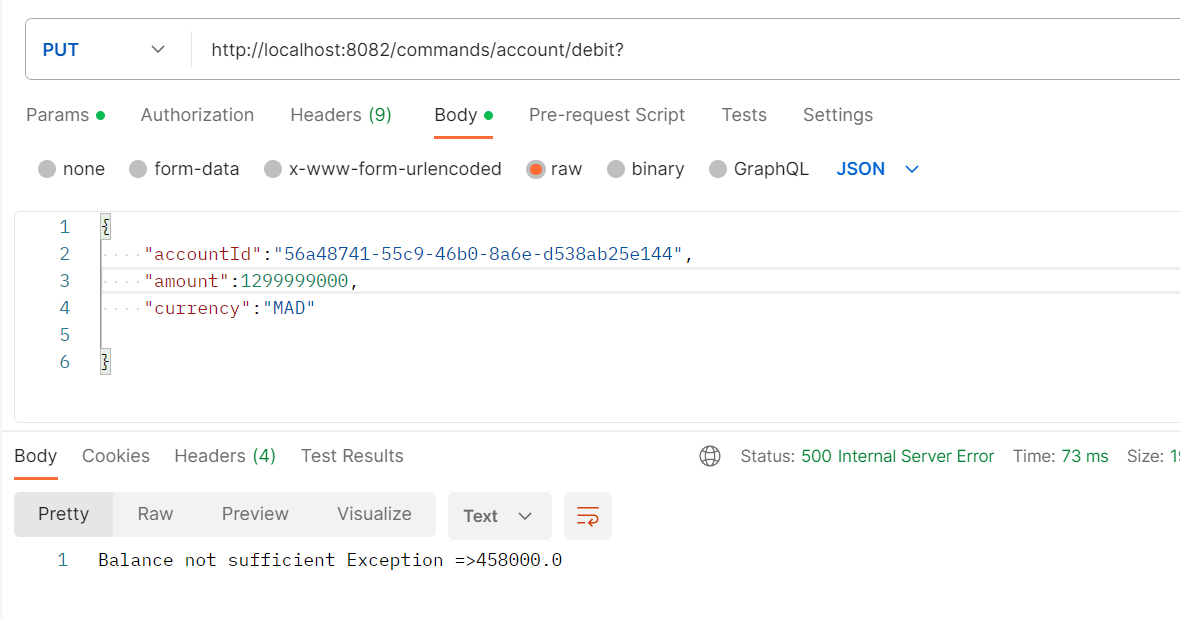 PUT http://localhost:8082/commands/account/debit?
Params Authorization Headers (9) Body Pre-request Script Tests Settings
none form-data x-www-form-urlencoded raw binary GraphQL JSON
1 {
2 ····"accountId":"56a48741-55c9-46b0-8a6e-d538ab25e144",
3 ····"amount":1299999000,
4 ····"currency":"MAD"
5
6 }
Body Cookies Headers (4) Test Results Status: 500 Internal Server Error Time: 73 ms Size:
Pretty Raw Preview Visualize Text
1 Balance not sufficient Exception =>458000.0